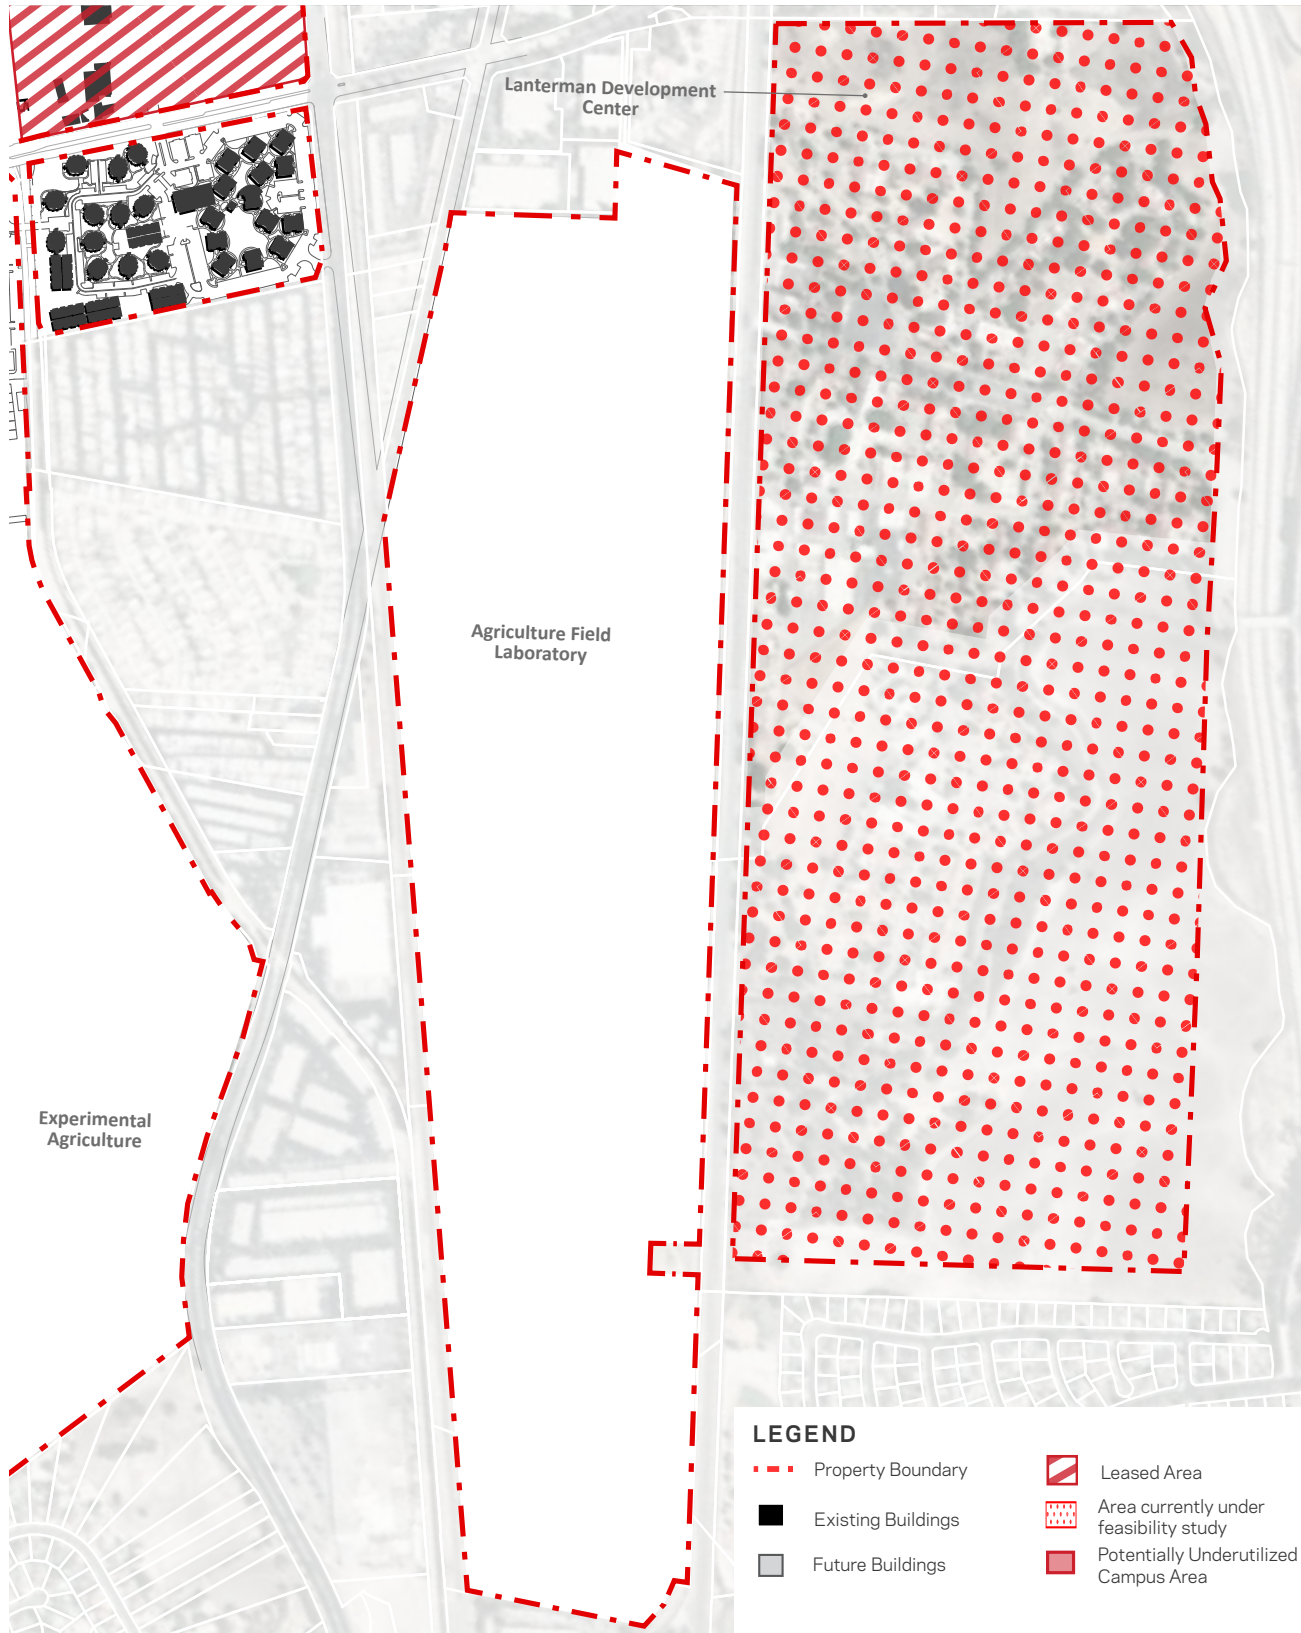 Lanterman Development
Center
Agriculture Field
Laboratory
Experimental
Agriculture
LEGEND
Property Boundary
Existing Buildings
Future Buildings
Leased Area
Area currently under
feasibility study
Potentially Underutilized
Campus Area